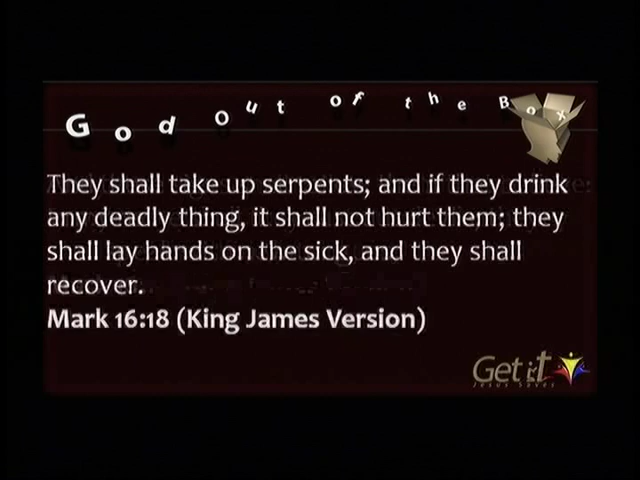 God out of the Box
They shall take up serpents; and if they drink
any deadly thing, it shall not hurt them; they
shall lay hands on the sick, and they shall
recover.
Mark 16:18 (King James Version)
Get it
Jesus Saves